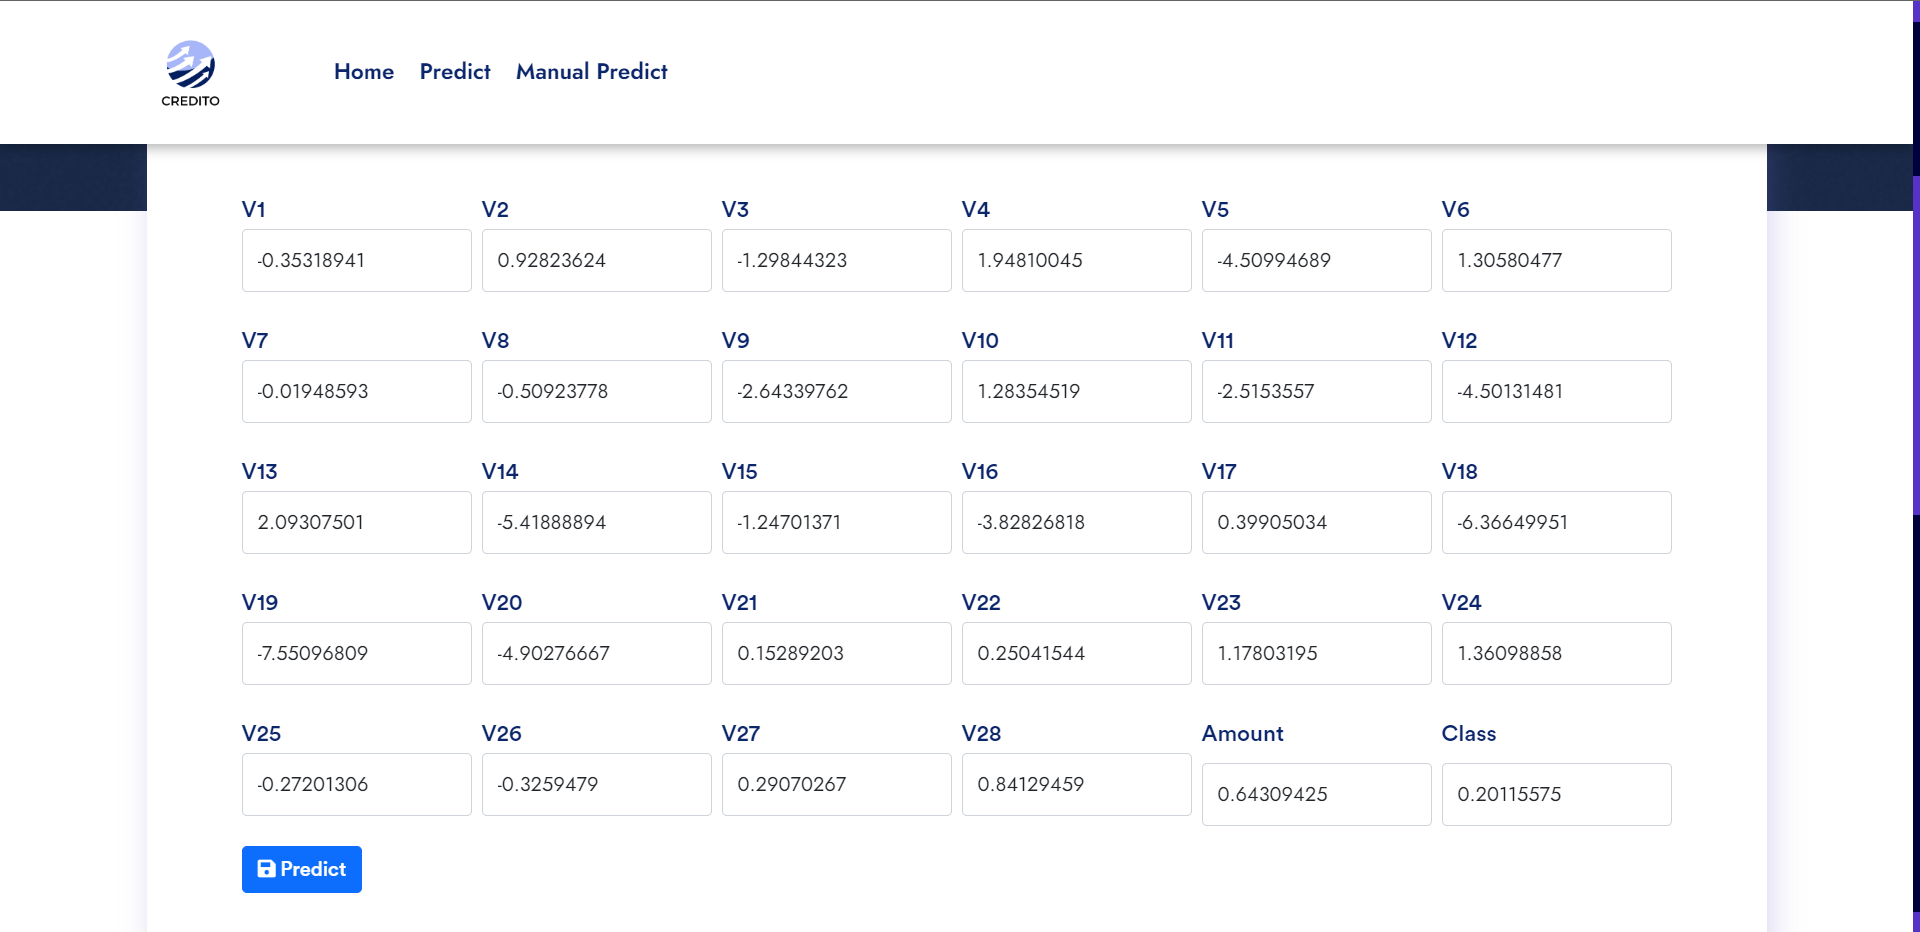 CREDITO
Home Predict Manual Predict
V1 V2 V3 V4 V5 V6
-0.35318941 0.92823624 -1.29844323 1.94810045 -4.50994689 1.30580477
V7 V8 V9 V10 V11 V12
-0.01948593 -0.50923778 -2.64339762 1.28354519 -2.5153557 -4.50131481
V13 V14 V15 V16 V17 V18
2.09307501 -5.41888894 -1.24701371 -3.82826818 0.39905034 -6.36649951
V19 V20 V21 V22 V23 V24
-7.55096809 -4.90276667 0.15289203 0.25041544 1.17803195 1.36098858
V25 V26 V27 V28 Amount Class
-0.27201306 -0.3259479 0.29070267 0.84129459 0.64309425 0.20115575
Predict